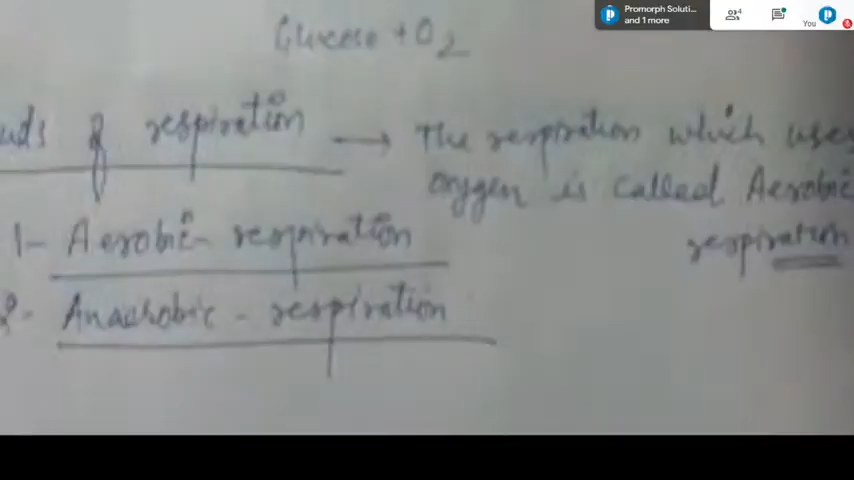 Promorph Soluti...
and 1 more
4
You
Glucose + O2
of respiration → The respiration which uses
oxygen is called Aerobic
respiration
1- Aerobic - respiration
2- Anaerobic - respiration